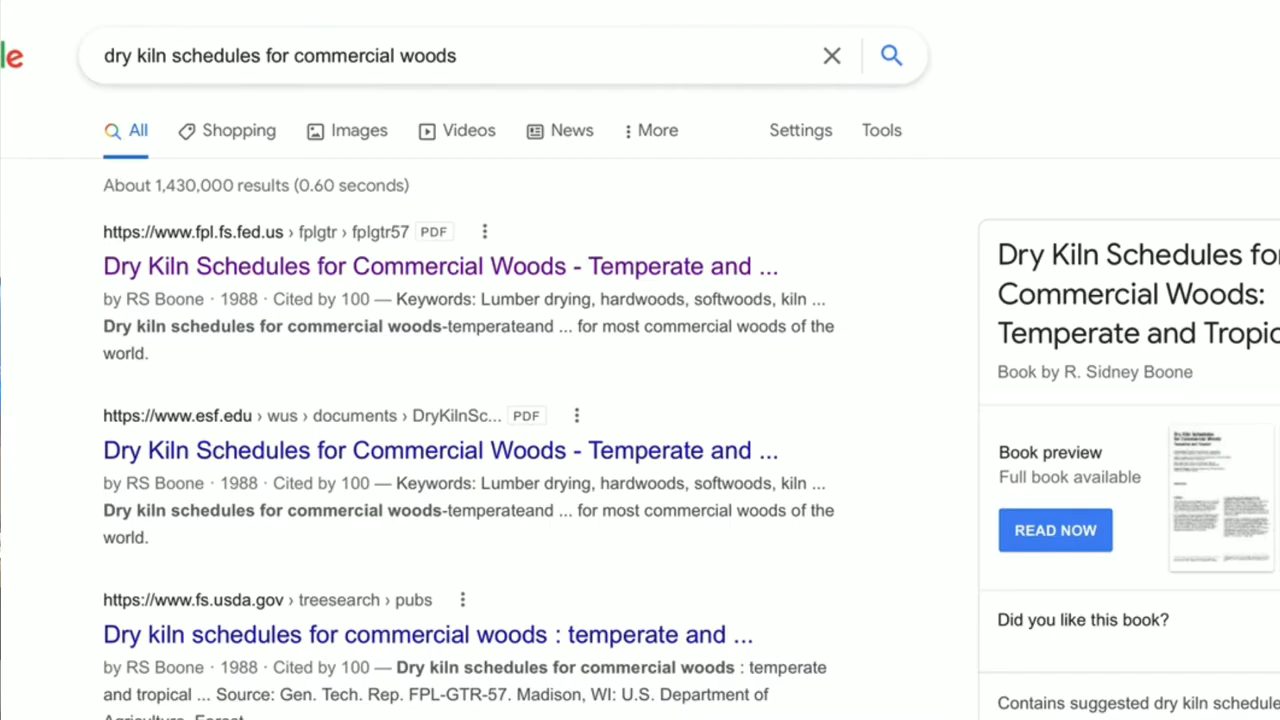 le
dry kiln schedules for commercial woods
All Shopping Images Videos News More Settings Tools
About 1,430,000 results (0.60 seconds)
https://www.fpl.fs.fed.us › fplgtr › fplgtr57 PDF
Dry Kiln Schedules for Commercial Woods - Temperate and ...
by RS Boone · 1988 · Cited by 100 — Keywords: Lumber drying, hardwoods, softwoods, kiln ...
Dry kiln schedules for commercial woods-temperateand ... for most commercial woods of the
world.
https://www.esf.edu › wus › documents › DryKilnSc... PDF
Dry Kiln Schedules for Commercial Woods - Temperate and ...
by RS Boone · 1988 · Cited by 100 — Keywords: Lumber drying, hardwoods, softwoods, kiln ...
Dry kiln schedules for commercial woods-temperateand ... for most commercial woods of the
world.
https://www.fs.usda.gov › treesearch › pubs
Dry kiln schedules for commercial woods : temperate and ...
by RS Boone · 1988 · Cited by 100 — Dry kiln schedules for commercial woods : temperate
and tropical ... Source: Gen. Tech. Rep. FPL-GTR-57. Madison, WI: U.S. Department of
Agriculture, Forest
Dry Kiln Schedules fo
Commercial Woods:
Temperate and Tropic
Book by R. Sidney Boone
Book preview
Full book available
READ NOW
Did you like this book?
Contains suggested dry kiln schedule